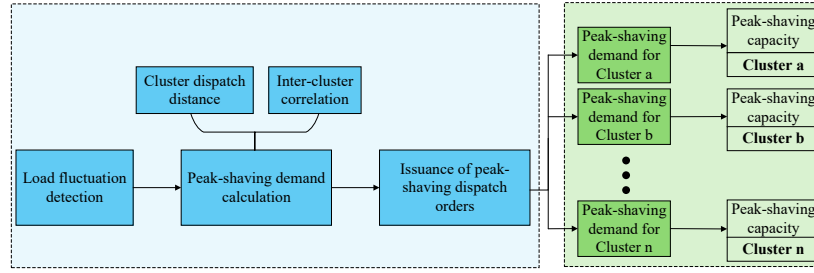 Cluster dispatch
distance
Inter-cluster
correlation
Load fluctuation
detection
Peak-shaving demand
calculation
Issuance of peak-
shaving dispatch
orders
Peak-shaving
demand for
Cluster a
Peak-shaving
capacity
Cluster a
Peak-shaving
demand for
Cluster b
Peak-shaving
capacity
Cluster b
Peak-shaving
demand for
Cluster n
Peak-shaving
capacity
Cluster n